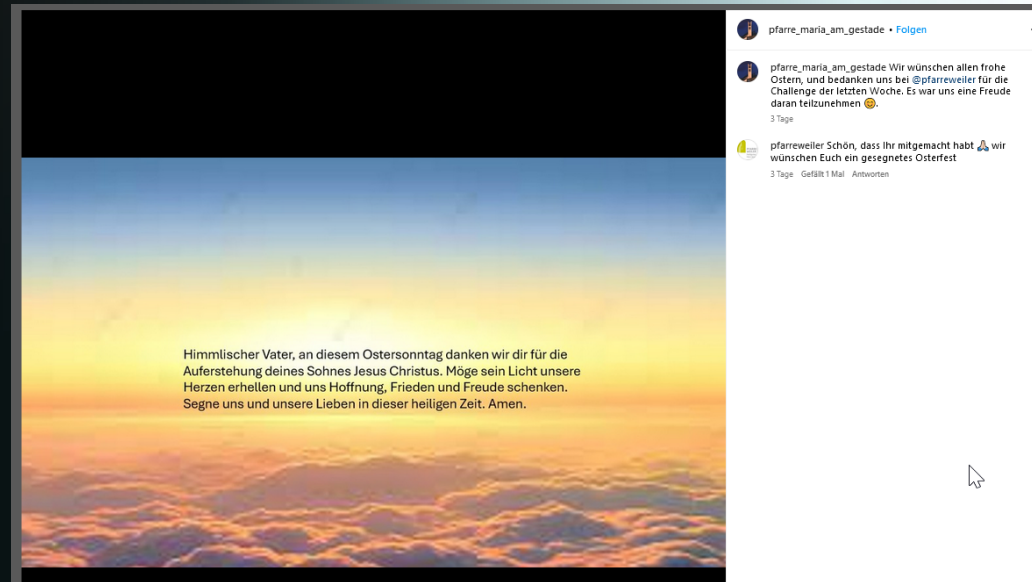 Himmlischer Vater, an diesem Ostersonntag danken wir dir für die
Auferstehung deines Sohnes Jesus Christus. Möge sein Licht unsere
Herzen erhellen und uns Hoffnung, Frieden und Freude schenken.
Segne uns und unsere Lieben in dieser heiligen Zeit. Amen.
pfarre_maria_am_gestade • Folgen
pfarre_maria_am_gestade Wir wünschen allen frohe
Ostern, und bedanken uns bei @pfarreweiler für die
Challenge der letzten Woche. Es war uns eine Freude
daran teilzunehmen 😊.
3 Tage
pfarreweiler Schön, dass Ihr mitgemacht habt 🙏🏻 wir
wünschen Euch ein gesegnetes Osterfest
3 Tage Gefällt 1 Mal Antworten